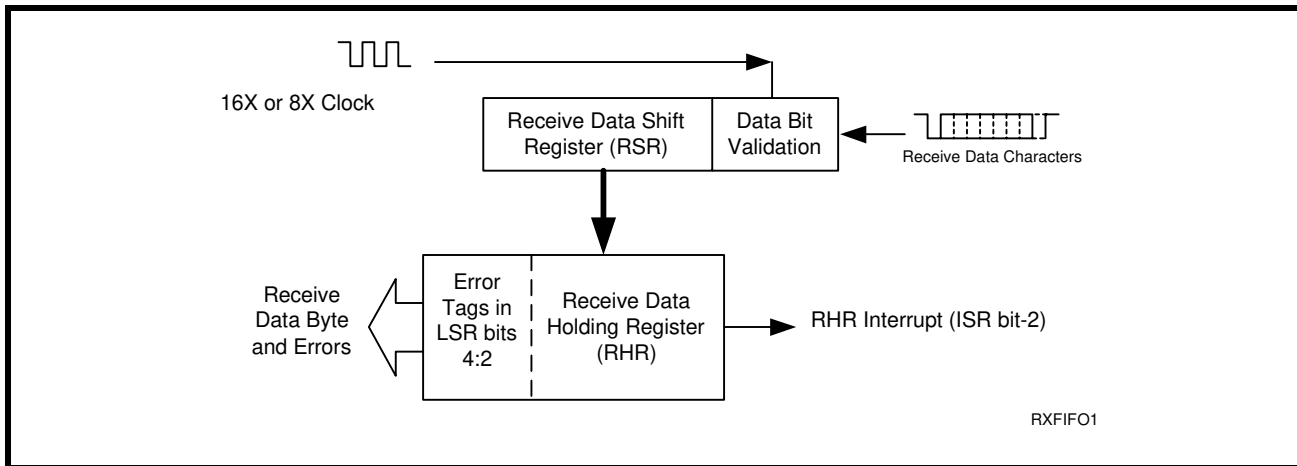 16X or 8X Clock
Receive Data Shift
Register (RSR)
Data Bit
Validation
Receive Data Characters
Receive
Data Byte
and Errors
Error
Tags in
LSR bits
4:2
Receive Data
Holding Register
(RHR)
RHR Interrupt (ISR bit-2)
RXFIFO1